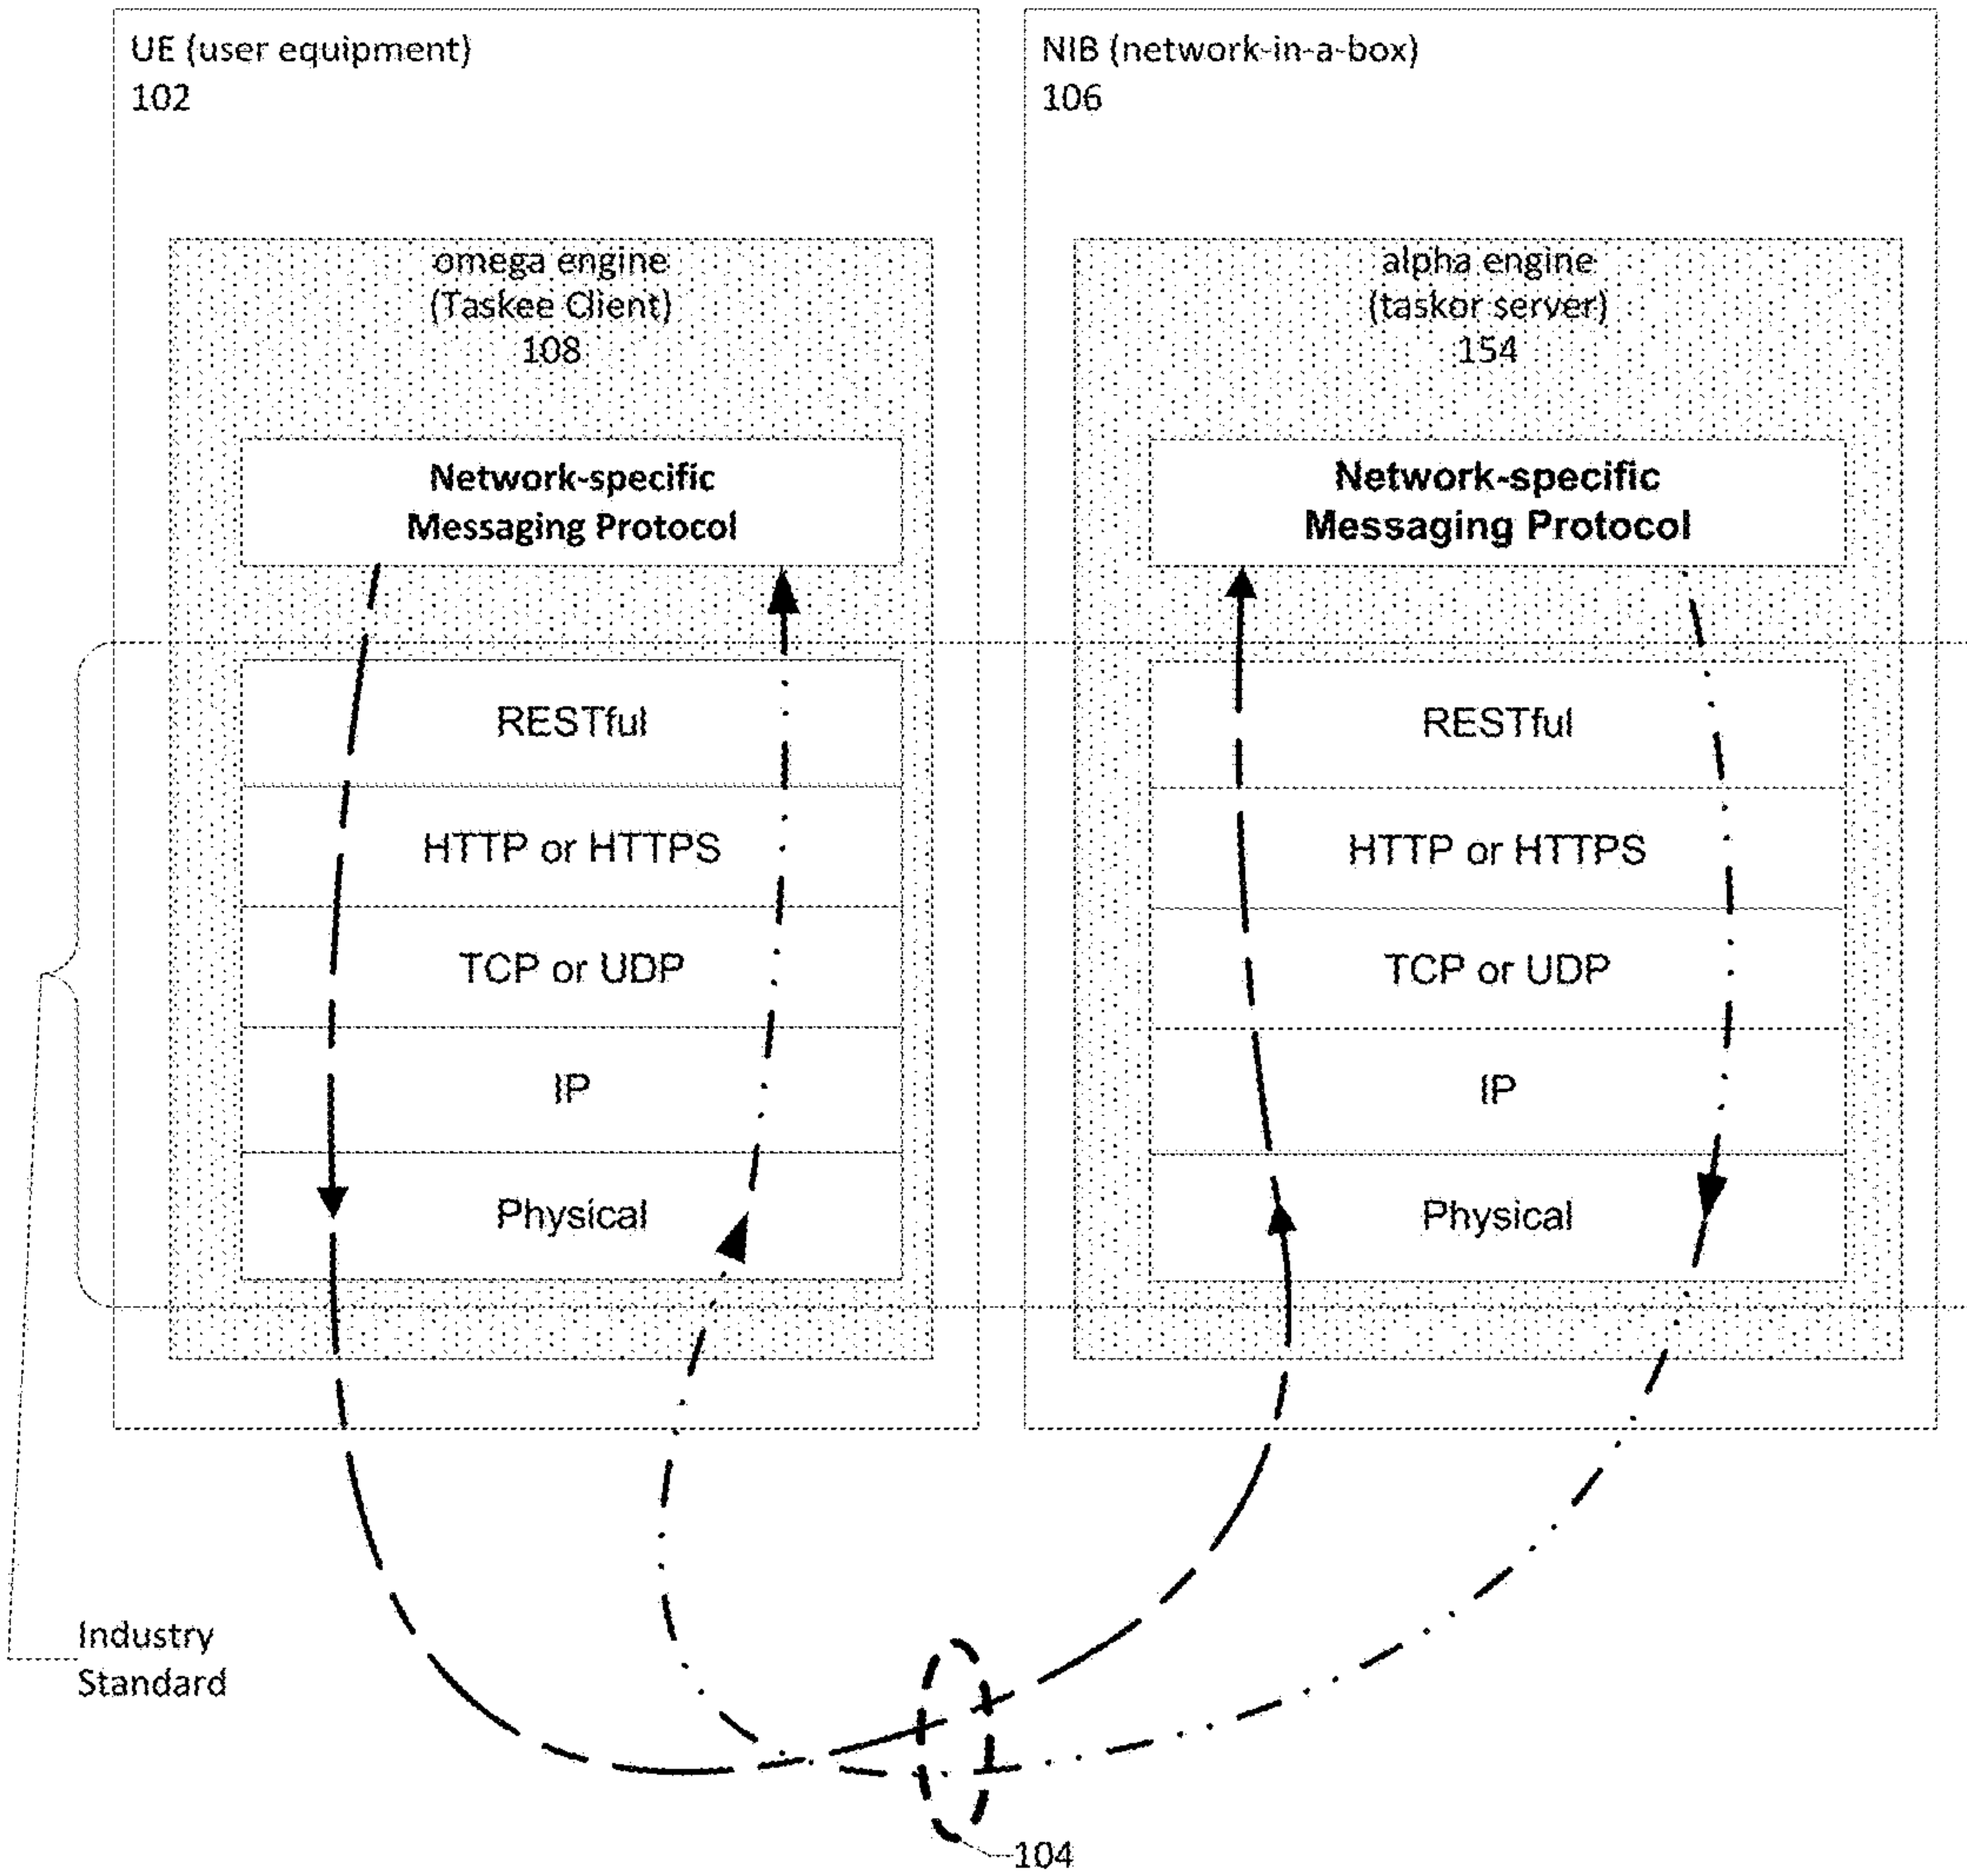 UE (user equipment)
102
omega engine
(Taskee Client)
108
Network-specific
Messaging Protocol
RESTful
HTTP or HTTPS
TCP or UDP
IP
Physical
NIB (network-in-a-box)
106
alpha engine
(taskor server)
154
Network-specific
Messaging Protocol
RESTful
HTTP or HTTPS
TCP or UDP
IP
Physical
Industry
Standard
104